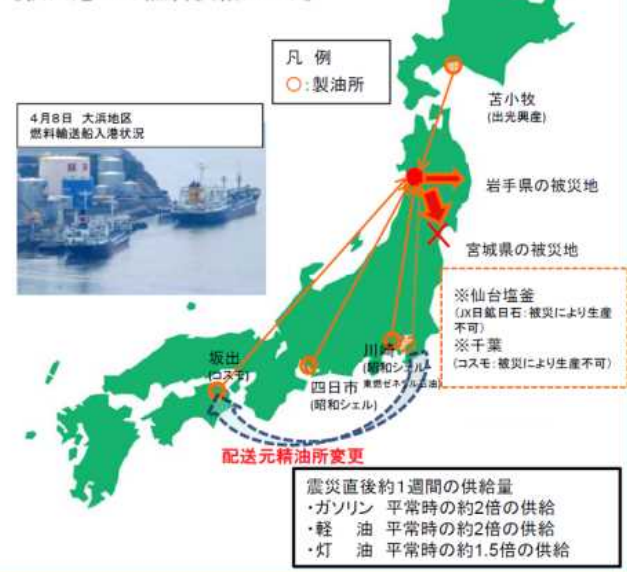 凡 例
○:製油所
4月8日 大浜地区
燃料輸送船入港状況
苫小牧
(出光興産)
岩手県の被災地
宮城県の被災地
※仙台塩釜
(JX日鉱日石:被災により生産
不可)
※千葉
(コスモ:被災により生産不可)
川崎
(昭和シェル
東燃ゼネラル石油)
坂出
(コスモ)
四日市
(昭和シェル)
配送元精油所変更
震災直後約1週間の供給量
・ガソリン 平常時の約2倍の供給
・軽 油 平常時の約2倍の供給
・灯 油 平常時の約1.5倍の供給